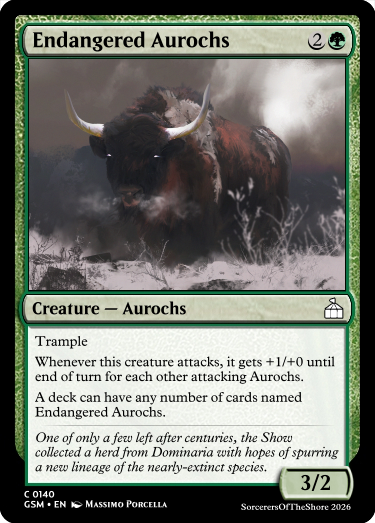 Endangered Aurochs 2
Creature — Aurochs
Trample
Whenever this creature attacks, it gets +1/+0 until
end of turn for each other attacking Aurochs.
A deck can have any number of cards named
Endangered Aurochs.
One of only a few left after centuries, the Show
collected a herd from Dominaria with hopes of spurring
a new lineage of the nearly-extinct species.
3/2
C 0140
GSM • EN Massimo Porcella
SorcerersOfTheShore 2026